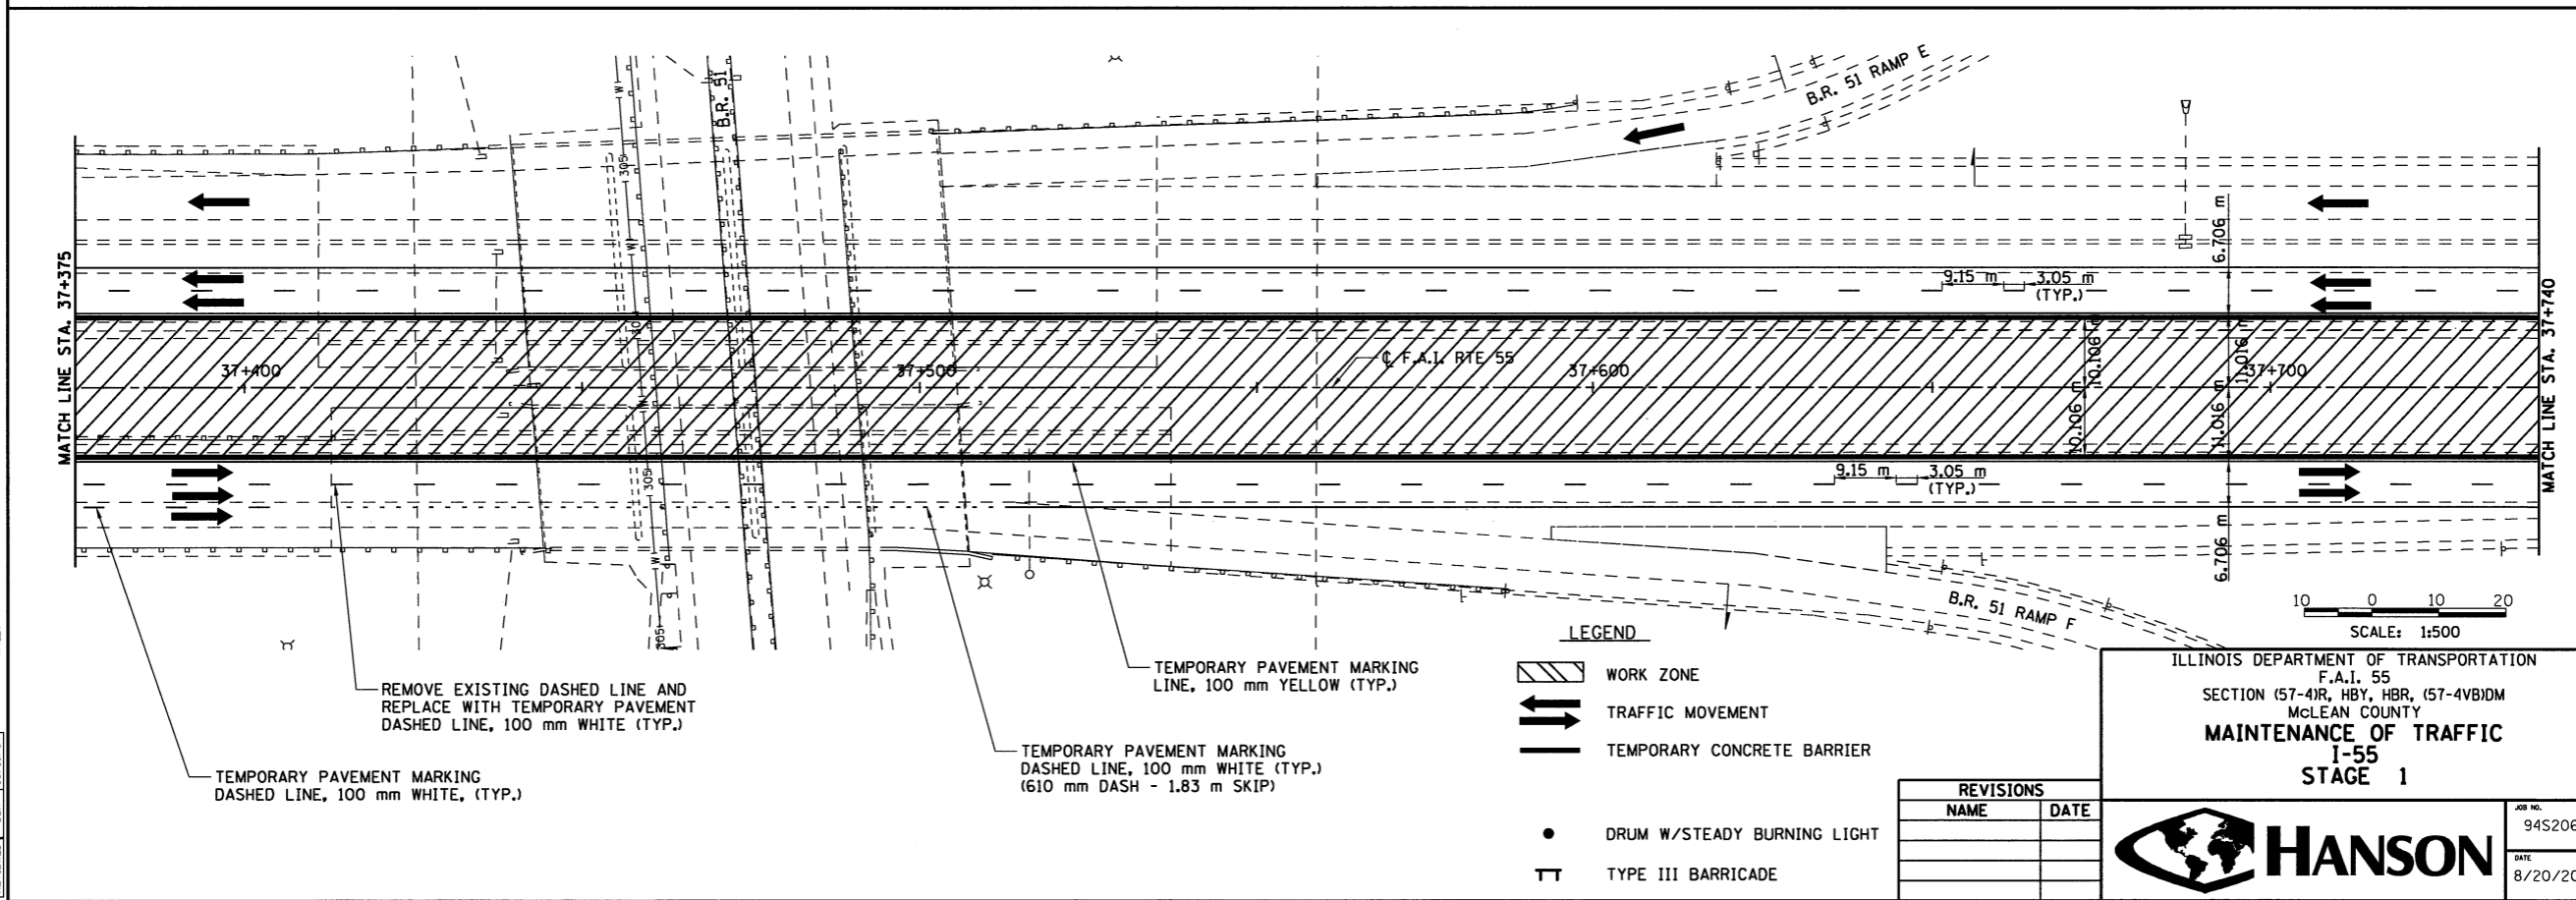 B.R. 51
B.R. 51 RAMP E
W
305
W
MATCH LINE STA. 37+375
MATCH LINE STA. 37+740
6.706 m
9.15 m
3.05 m
(TYP.)
37+400
37+500
℄ F.A.I. RTE 55
37+600
37+700
10.106 m
11.016 m
10.106 m
11.016 m
W
305
9.15 m
3.05 m
(TYP.)
6.706 m
W
305
B.R. 51 RAMP F
10 0 10 20
SCALE: 1:500
REMOVE EXISTING DASHED LINE AND
REPLACE WITH TEMPORARY PAVEMENT
DASHED LINE, 100 mm WHITE (TYP.)
TEMPORARY PAVEMENT MARKING
DASHED LINE, 100 mm WHITE, (TYP.)
TEMPORARY PAVEMENT MARKING
LINE, 100 mm YELLOW (TYP.)
TEMPORARY PAVEMENT MARKING
DASHED LINE, 100 mm WHITE (TYP.)
(610 mm DASH - 1.83 m SKIP)
LEGEND
WORK ZONE
TRAFFIC MOVEMENT
TEMPORARY CONCRETE BARRIER
DRUM W/STEADY BURNING LIGHT
TYPE III BARRICADE
REVISIONS
NAME DATE
ILLINOIS DEPARTMENT OF TRANSPORTATION
F.A.I. 55
SECTION (57-4)R, HBY, HBR, (57-4VB)DM
McLEAN COUNTY
MAINTENANCE OF TRAFFIC
I-55
STAGE 1
HANSON
JOB NO.
94S206
DATE
8/20/20